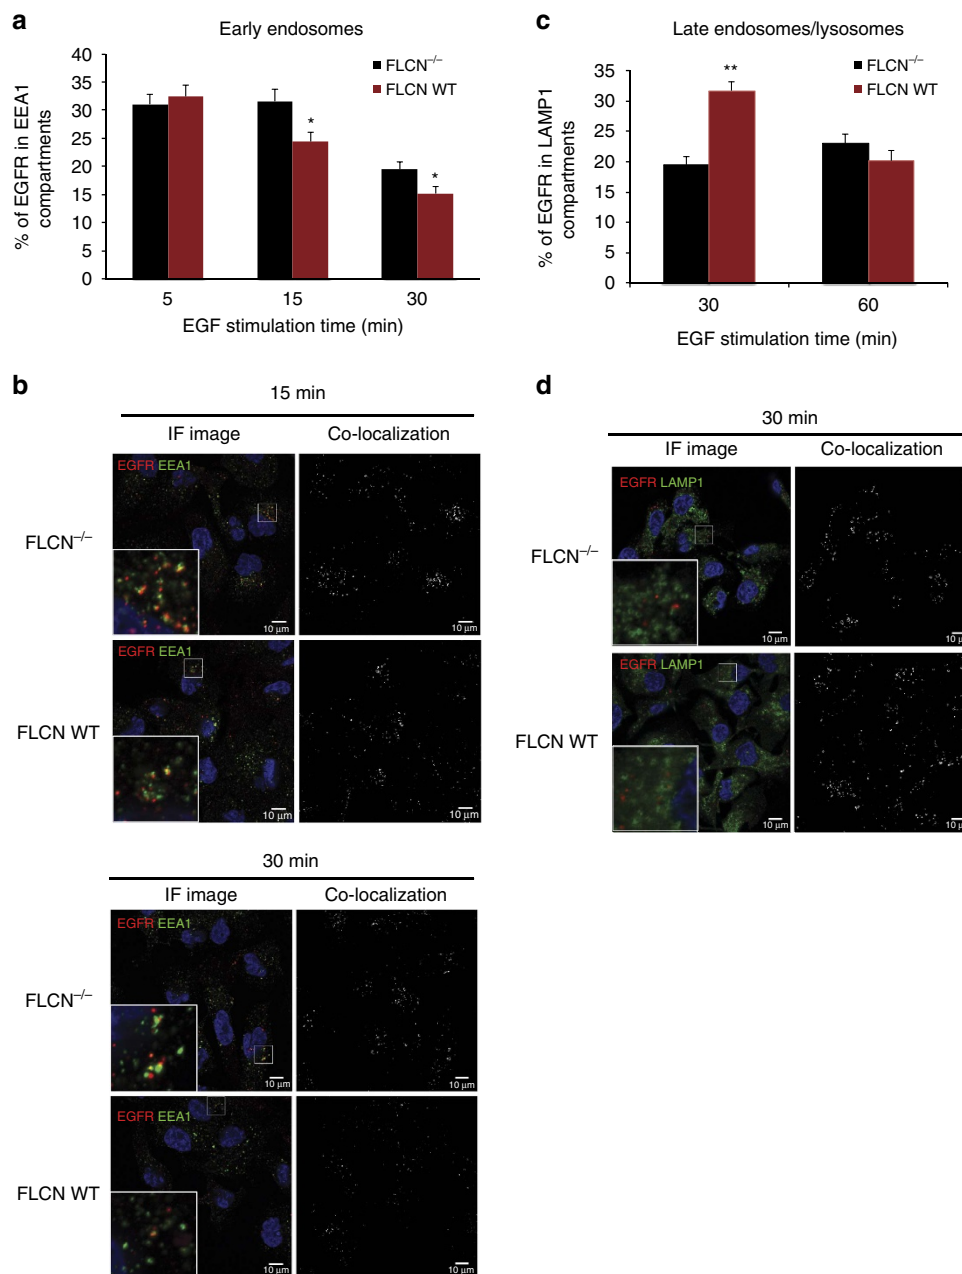 a
Early endosomes
% of EGFR in EEA1
compartments
40
35
30
25
20
15
10
5
0
FLCN⁻/⁻
FLCN WT
*
*
5 15 30
EGF stimulation time (min)
c
Late endosomes/lysosomes
% of EGFR in LAMP1
compartments
35
30
25
20
15
10
5
0
FLCN⁻/⁻
FLCN WT
**
30 60
EGF stimulation time (min)
b
15 min
IF image Co-localization
FLCN⁻/⁻
EGFR EEA1
10 μm
10 μm
FLCN WT
EGFR EEA1
10 μm
10 μm
30 min
IF image Co-localization
FLCN⁻/⁻
EGFR EEA1
10 μm
10 μm
FLCN WT
EGFR EEA1
10 μm
10 μm
d
30 min
IF image Co-localization
FLCN⁻/⁻
EGFR LAMP1
10 μm
10 μm
FLCN WT
EGFR LAMP1
10 μm
10 μm